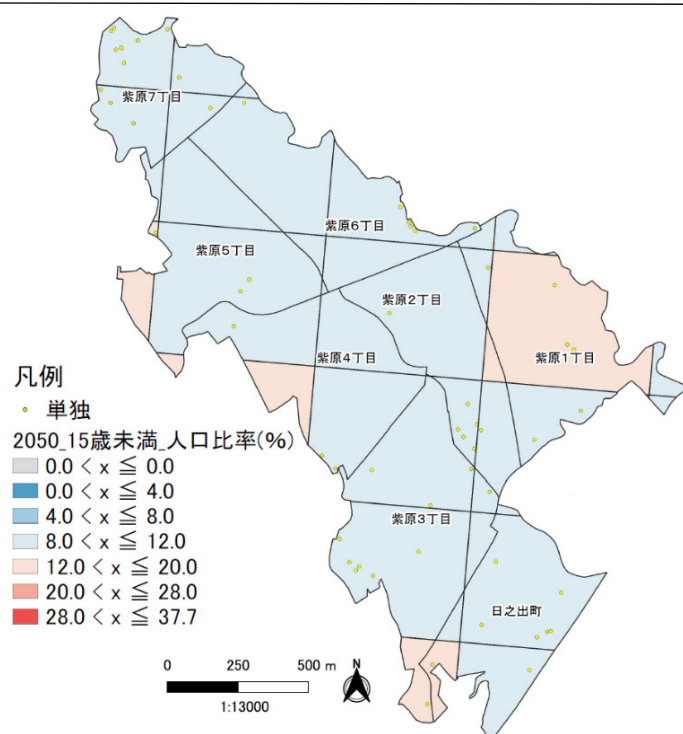 紫原7丁目
紫原6丁目
紫原5丁目
紫原2丁目
紫原4丁目
紫原1丁目
凡例
単独
2050_15歳未満_人口比率(%)
0.0 < x ≦ 0.0
0.0 < x ≦ 4.0
4.0 < x ≦ 8.0
8.0 < x ≦ 12.0
12.0 < x ≦ 20.0
20.0 < x ≦ 28.0
28.0 < x ≦ 37.7
紫原3丁目
日之出町
0 250 500 m
N
1:13000